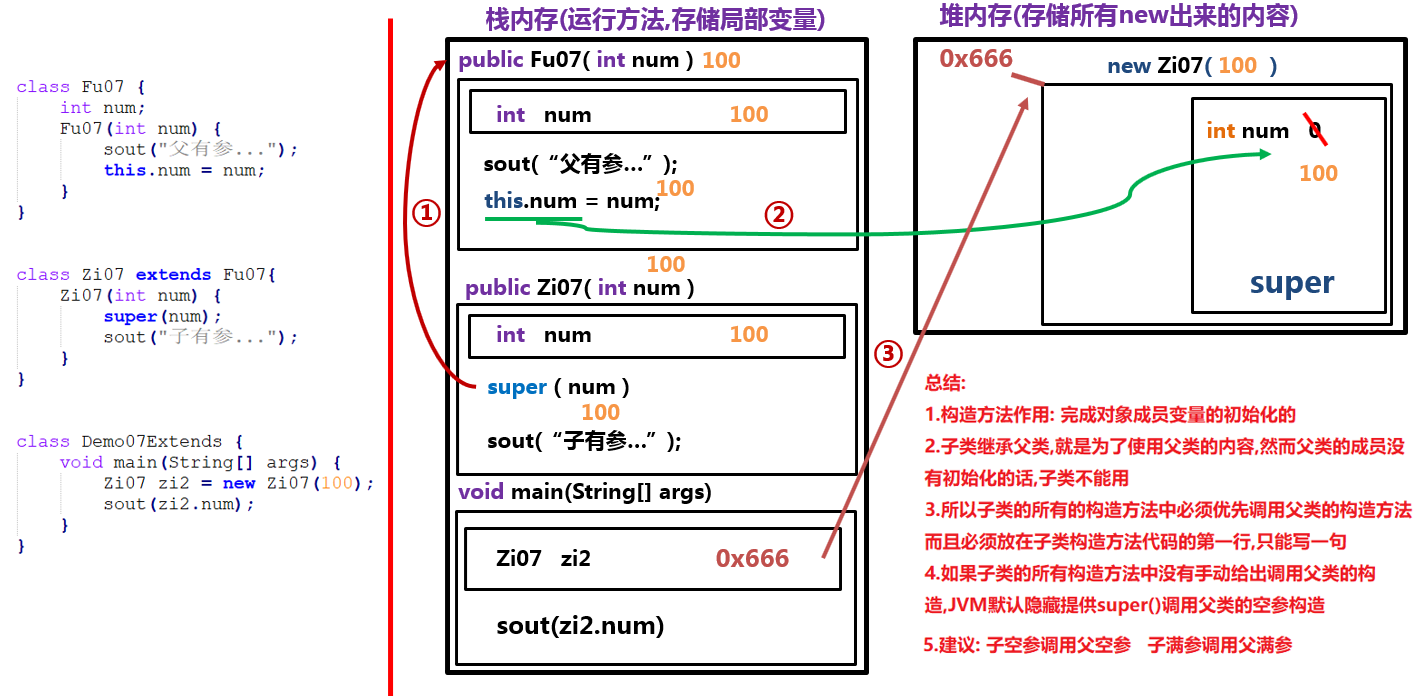 class Fu07 {
int num;
Fu07(int num) {
sout("父有参...");
this.num = num;
}
}
class Zi07 extends Fu07{
Zi07(int num) {
super(num);
sout("子有参...");
}
}
class Demo07Extends {
void main(String[] args) {
Zi07 zi2 = new Zi07(100);
sout(zi2.num);
}
}
栈内存(运行方法,存储局部变量)
public Fu07( int num ) 100
int num 100
sout(“父有参...”);
100
this.num = num;
①
②
100
public Zi07( int num )
int num 100
super ( num )
100
sout(“子有参...”);
③
void main(String[] args)
Zi07 zi2 0x666
sout(zi2.num)
堆内存(存储所有new出来的内容)
0x666
new Zi07( 100 )
int num 0
100
super
总结:
1.构造方法作用: 完成对象成员变量的初始化的
2.子类继承父类,就是为了使用父类的内容,然而父类的成员没
有初始化的话,子类不能用
3.所以子类的所有的构造方法中必须优先调用父类的构造方法
而且必须放在子类构造方法代码的第一行,只能写一句
4.如果子类的所有构造方法中没有手动给出调用父类的构
造,JVM默认隐藏提供super()调用父类的空参构造
5.建议: 子空参调用父空参 子满参调用父满参